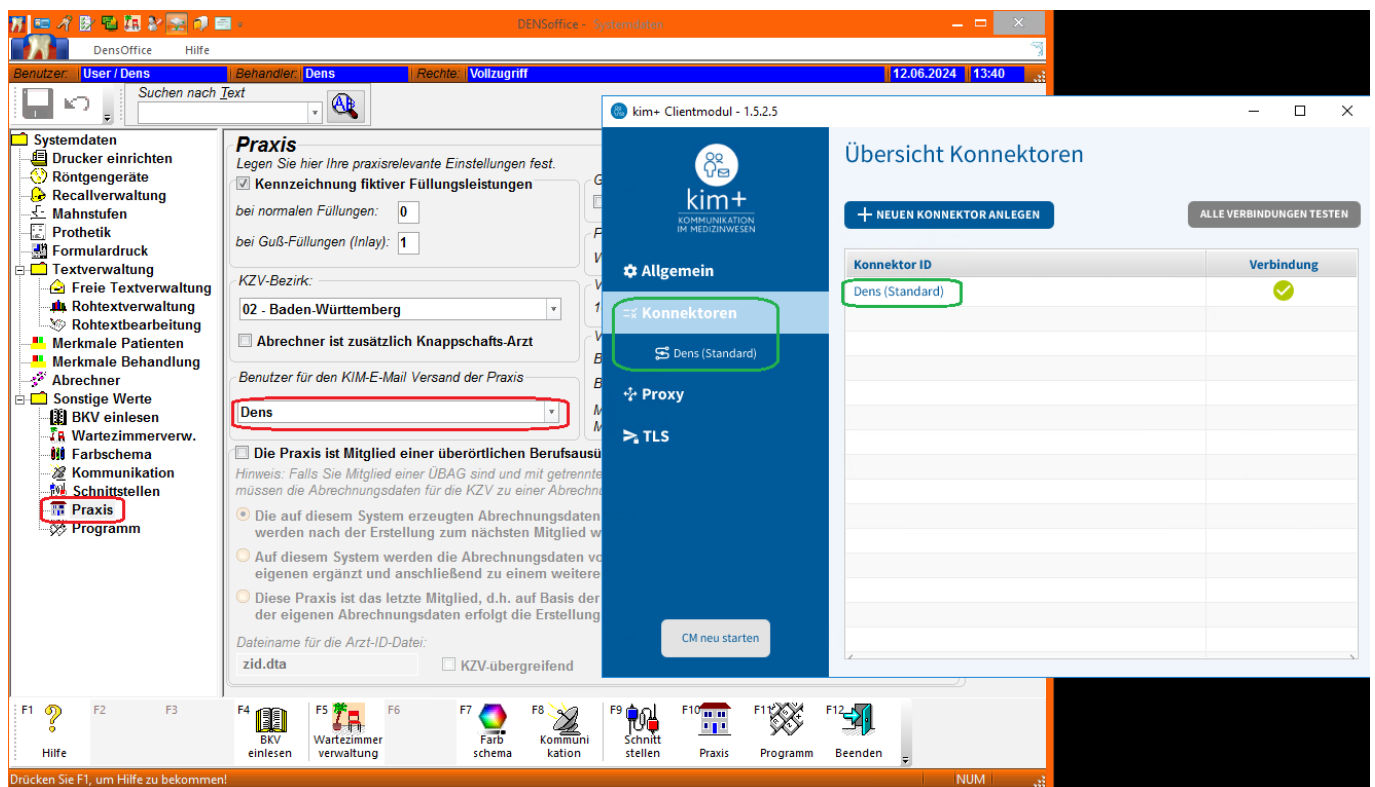 DENSoffice - Systemdaten
DensOffice Hilfe
Benutzer: User / Dens Behandler: Dens Rechte: Vollzugriff 12.06.2024 13:40
Suchen nach Text
Systemdaten
Drucker einrichten
Röntgengeräte
Recallverwaltung
Mahnstufen
Prothetik
Formulardruck
Textverwaltung
Freie Textverwaltung
Rohtextverwaltung
Rohtextbearbeitung
Merkmale Patienten
Merkmale Behandlung
Abrechner
Sonstige Werte
BKV einlesen
Wartezimmerverw.
Farbschema
Kommunikation
Schnittstellen
Praxis
Programm
Praxis
Legen Sie hier Ihre praxisrelevante Einstellungen fest.
Kennzeichnung fiktiver Füllungsleistungen
bei normalen Füllungen: 0
bei Guß-Füllungen (Inlay): 1
KZV-Bezirk:
02 - Baden-Württemberg
Abrechner ist zusätzlich Knappschafts-Arzt
Benutzer für den KIM-E-Mail Versand der Praxis
Dens
Die Praxis ist Mitglied einer überörtlichen Berufsausü
Hinweis: Falls Sie Mitglied einer ÜBAG sind und mit getrennte
müssen die Abrechnungsdaten für die KZV zu einer Abrechn
Die auf diesem System erzeugten Abrechnungsdaten
werden nach der Erstellung zum nächsten Mitglied w
Auf diesem System werden die Abrechnungsdaten vo
eigenen ergänzt und anschließend zu einem weitere
Diese Praxis ist das letzte Mitglied, d.h. auf Basis der
der eigenen Abrechnungsdaten erfolgt die Erstellung
Dateiname für die Arzt-ID-Datei:
zid.dta KZV-übergreifend
kim+ Clientmodul - 1.5.2.5
kim+
KOMMUNIKATION
IM MEDIZINWESEN
Allgemein
Konnektoren
Dens (Standard)
Proxy
TLS
CM neu starten
Übersicht Konnektoren
NEUEN KONNEKTOR ANLEGEN
ALLE VERBINDUNGEN TESTEN
Konnektor ID Verbindung
Dens (Standard)
F1 F2 F3 F4 F5 F6 F7 F8 F9 F10 F11 F12
Hilfe
BKV
einlesen
Wartezimmer
verwaltung
Farb
schema
Kommuni
kation
Schnitt
stellen
Praxis
Programm
Beenden
Drücken Sie F1, um Hilfe zu bekommen! NUM